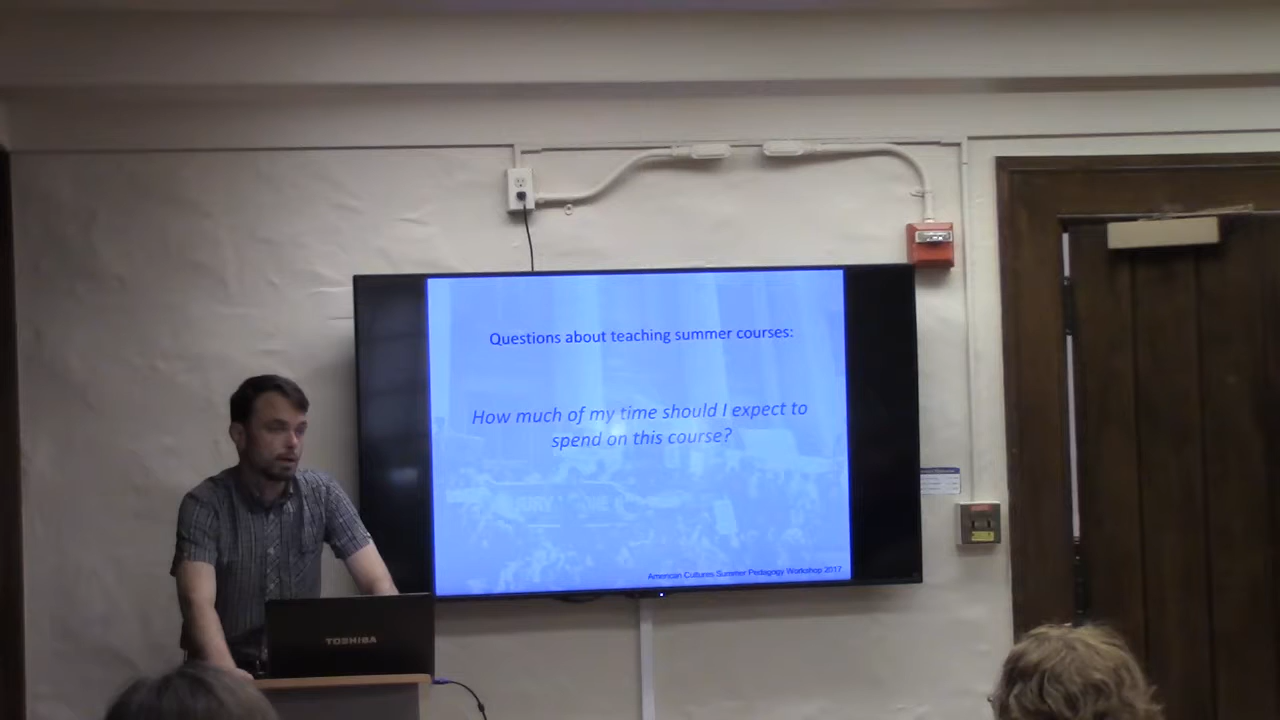 Questions about teaching summer courses:
How much of my time should I expect to
spend on this course?
American Cultures Summer Pedagogy Workshop 2017
TOSHIBA